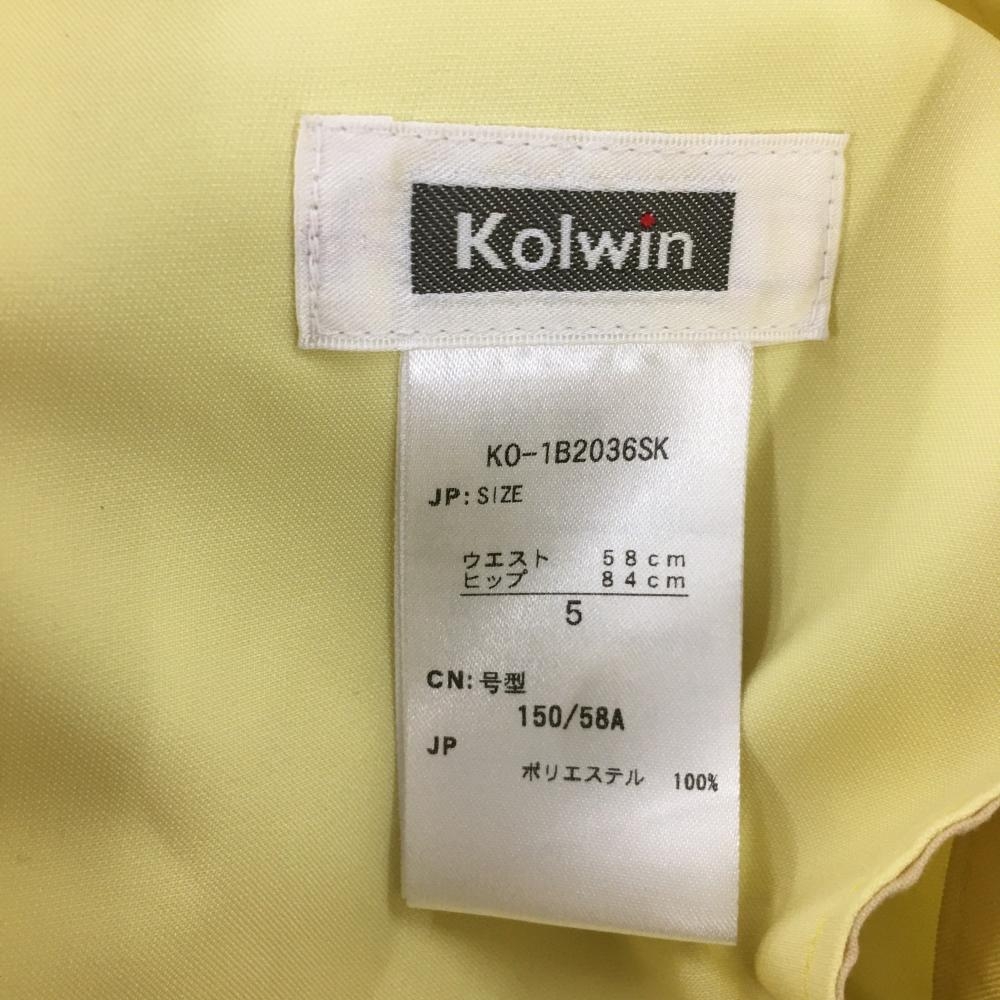 Kolwin
KO-1B2036SK
JP: SIZE
ウエスト 58cm
ヒップ 84cm
5
CN: 号型
150/58A
JP
ポリエステル 100%